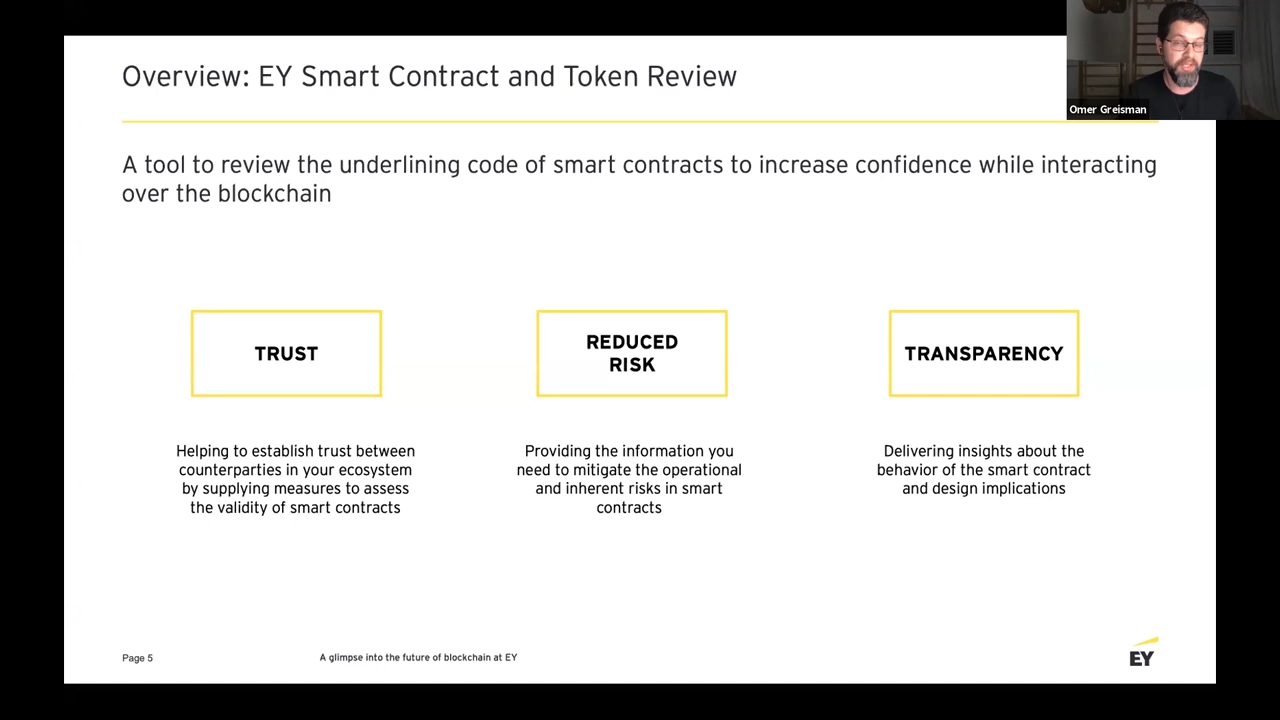 Overview: EY Smart Contract and Token Review
Omer Greisman
A tool to review the underlining code of smart contracts to increase confidence while interacting
over the blockchain
TRUST
REDUCED
RISK
TRANSPARENCY
Helping to establish trust between
counterparties in your ecosystem
by supplying measures to assess
the validity of smart contracts
Providing the information you
need to mitigate the operational
and inherent risks in smart
contracts
Delivering insights about the
behavior of the smart contract
and design implications
Page 5
A glimpse into the future of blockchain at EY
EY